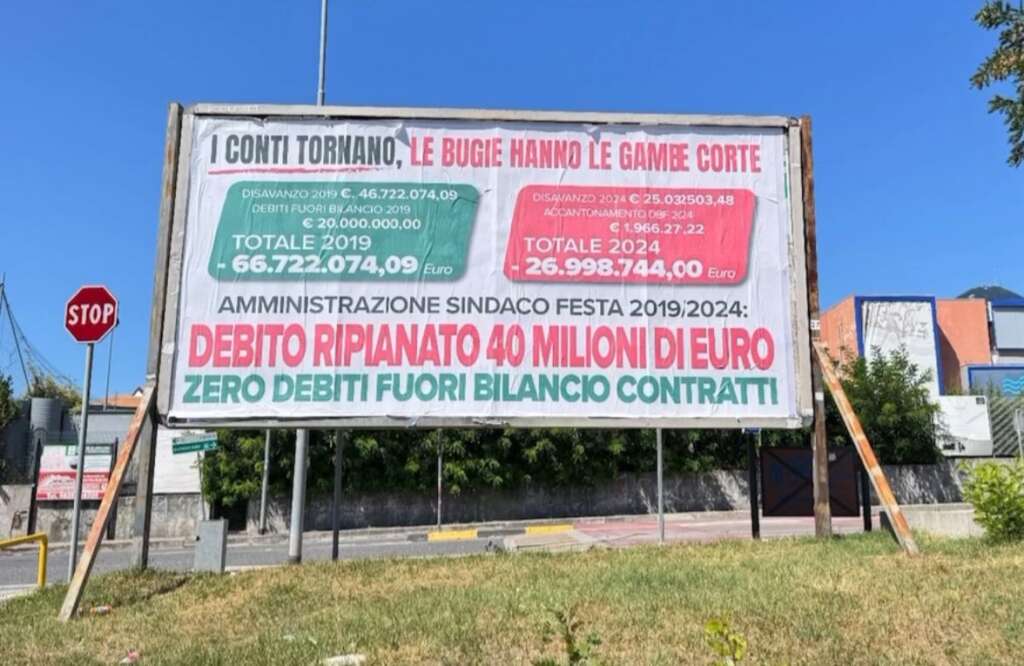 I CONTI TORNANO, LE BUGIE HANNO LE GAMBE CORTE
DISAVANZO 2019 €. 46.722.074,09
DEBITI FUORI BILANCIO 2019
€ 20.000.000,00
TOTALE 2019
- 66.722.074,09 Euro
DISAVANZO 2024 € 25.032503,48
ACCANTONAMENTO DBF 2024
€ 1.966.27,22
TOTALE 2024
- 26.998.744,00 Euro
AMMINISTRAZIONE SINDACO FESTA 2019/2024:
DEBITO RIPIANATO 40 MILIONI DI EURO
ZERO DEBITI FUORI BILANCIO CONTRATTI
STOP